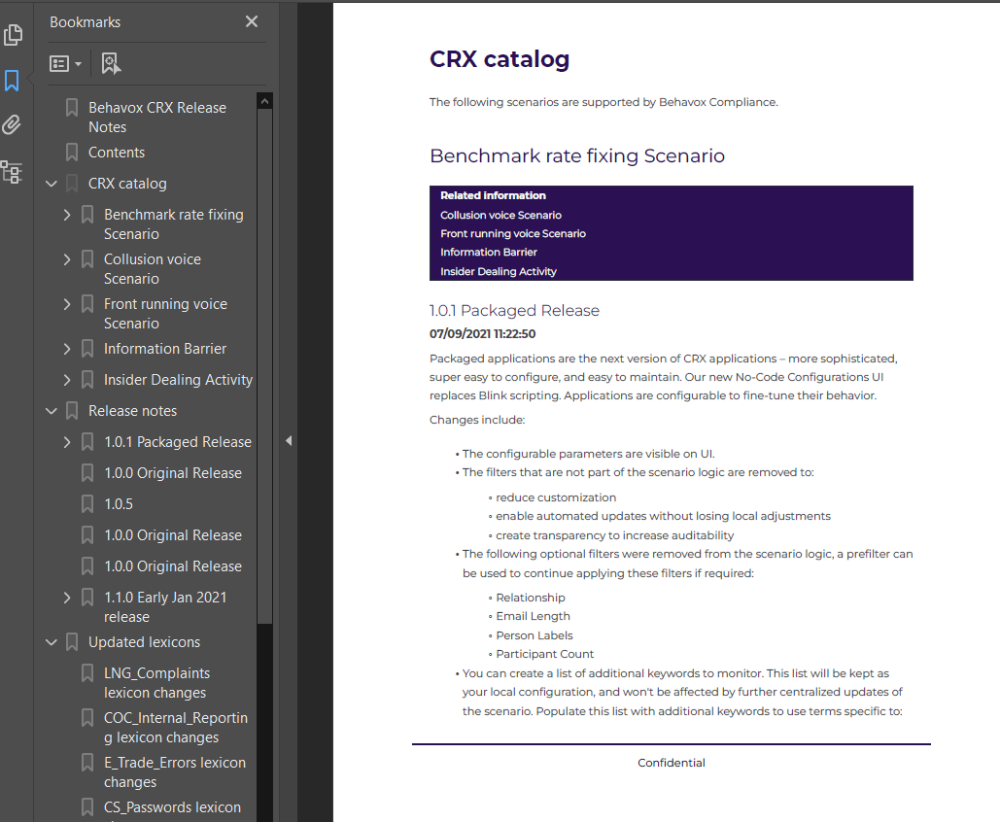 Bookmarks
Behavox CRX Release
Notes
Contents
CRX catalog
Benchmark rate fixing
Scenario
Collusion voice
Scenario
Front running voice
Scenario
Information Barrier
Insider Dealing Activity
Release notes
1.0.1 Packaged Release
1.0.0 Original Release
1.0.5
1.0.0 Original Release
1.0.0 Original Release
1.1.0 Early Jan 2021
release
Updated lexicons
LNG_Complaints
lexicon changes
COC_Internal_Reportin
g lexicon changes
E_Trade_Errors lexicon
changes
CS_Passwords lexicon
CRX catalog
The following scenarios are supported by Behavox Compliance.
Benchmark rate fixing Scenario
Related information
Collusion voice Scenario
Front running voice Scenario
Information Barrier
Insider Dealing Activity
1.0.1 Packaged Release
07/09/2021 11:22:50
Packaged applications are the next version of CRX applications – more sophisticated,
super easy to configure, and easy to maintain. Our new No-Code Configurations UI
replaces Blink scripting. Applications are configurable to fine-tune their behavior.
Changes include:
• The configurable parameters are visible on UI.
• The filters that are not part of the scenario logic are removed to:
◦ reduce customization
◦ enable automated updates without losing local adjustments
◦ create transparency to increase auditability
• The following optional filters were removed from the scenario logic, a prefilter can
be used to continue applying these filters if required:
◦ Relationship
◦ Email Length
◦ Person Labels
◦ Participant Count
• You can create a list of additional keywords to monitor. This list will be kept as
your local configuration, and won't be affected by further centralized updates of
the scenario. Populate this list with additional keywords to use terms specific to:
Confidential